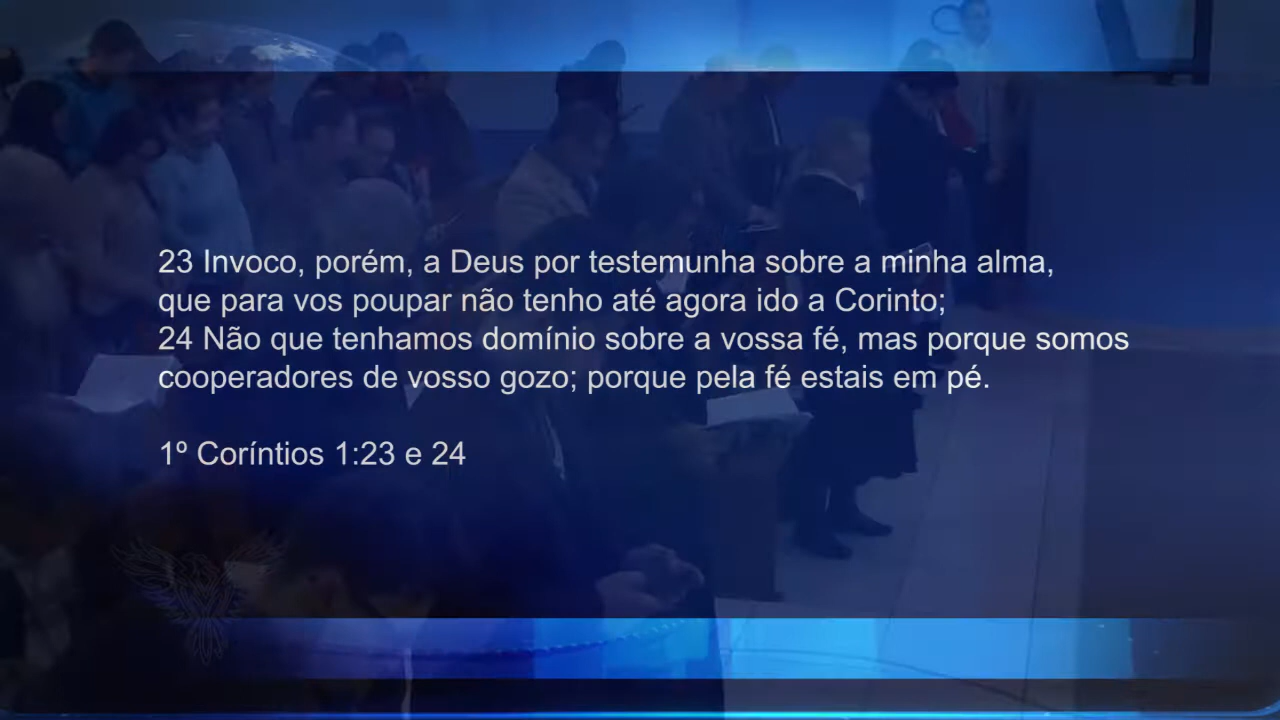 23 Invoco, porém, a Deus por testemunha sobre a minha alma,
que para vos poupar não tenho até agora ido a Corinto;
24 Não que tenhamos domínio sobre a vossa fé, mas porque somos
cooperadores de vosso gozo; porque pela fé estais em pé.
1º Coríntios 1:23 e 24